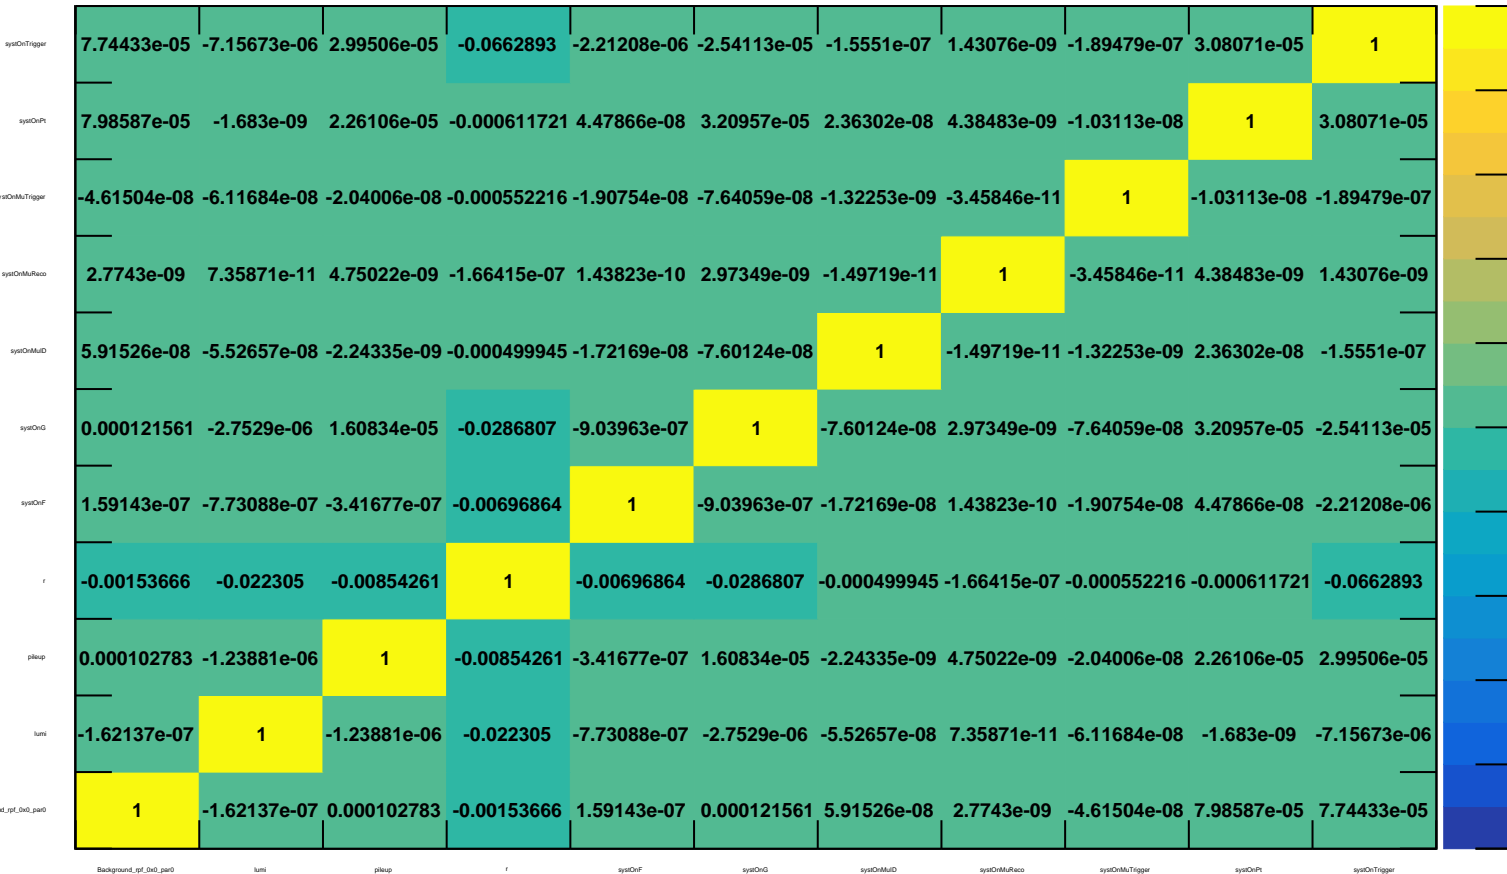 systOnTrigger 7.74433e-05 -7.15673e-06 2.99506e-05 -0.0662893 -2.21208e-06 -2.54113e-05 -1.5551e-07 1.43076e-09 -1.89479e-07 3.08071e-05 1
systOnPt 7.98587e-05 -1.683e-09 2.26106e-05 -0.000611721 4.47866e-08 3.20957e-05 2.36302e-08 4.38483e-09 -1.03113e-08 1 3.08071e-05
stOnMuTrigger -4.61504e-08 -6.11684e-08 -2.04006e-08 -0.000552216 -1.90754e-08 -7.64059e-08 -1.32253e-09 -3.45846e-11 1 -1.03113e-08 -1.89479e-07
systOnMuReco 2.7743e-09 7.35871e-11 4.75022e-09 -1.66415e-07 1.43823e-10 2.97349e-09 -1.49719e-11 1 -3.45846e-11 4.38483e-09 1.43076e-09
systOnMuID 5.91526e-08 -5.52657e-08 -2.24335e-09 -0.000499945 -1.72169e-08 -7.60124e-08 1 -1.49719e-11 -1.32253e-09 2.36302e-08 -1.5551e-07
systOnG 0.000121561 -2.7529e-06 1.60834e-05 -0.0286807 -9.03963e-07 1 -7.60124e-08 2.97349e-09 -7.64059e-08 3.20957e-05 -2.54113e-05
systOnF 1.59143e-07 -7.73088e-07 -3.41677e-07 -0.00696864 1 -9.03963e-07 -1.72169e-08 1.43823e-10 -1.90754e-08 4.47866e-08 -2.21208e-06
r -0.00153666 -0.022305 -0.00854261 1 -0.00696864 -0.0286807 -0.000499945 -1.66415e-07 -0.000552216 -0.000611721 -0.0662893
pileup 0.000102783 -1.23881e-06 1 -0.00854261 -3.41677e-07 1.60834e-05 -2.24335e-09 4.75022e-09 -2.04006e-08 2.26106e-05 2.99506e-05
lumi -1.62137e-07 1 -1.23881e-06 -0.022305 -7.73088e-07 -2.7529e-06 -5.52657e-08 7.35871e-11 -6.11684e-08 -1.683e-09 -7.15673e-06
d_rpf_0x0_par0 1 -1.62137e-07 0.000102783 -0.00153666 1.59143e-07 0.000121561 5.91526e-08 2.7743e-09 -4.61504e-08 7.98587e-05 7.74433e-05
Background_rpf_0x0_par0 lumi pileup r systOnF systOnG systOnMuID systOnMuReco systOnMuTrigger systOnPt systOnTrigger